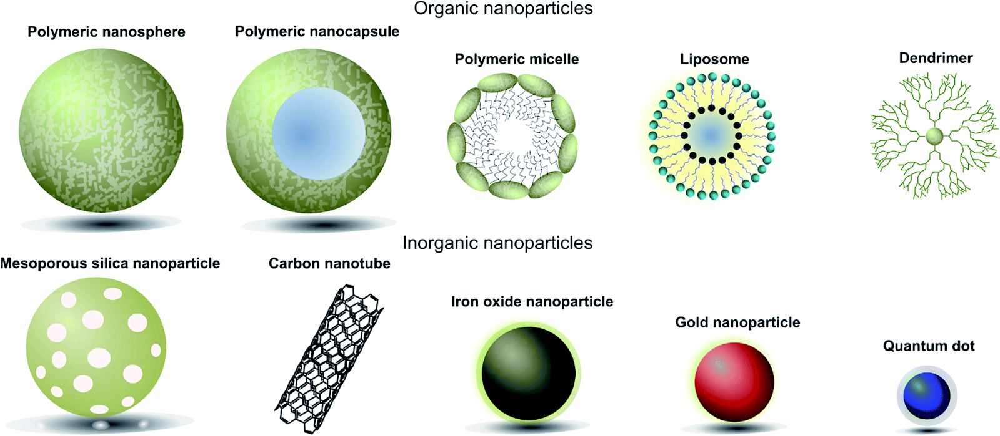 Organic nanoparticles
Polymeric nanosphere
Polymeric nanocapsule
Polymeric micelle
Liposome
Dendrimer
Inorganic nanoparticles
Mesoporous silica nanoparticle
Carbon nanotube
Iron oxide nanoparticle
Gold nanoparticle
Quantum dot